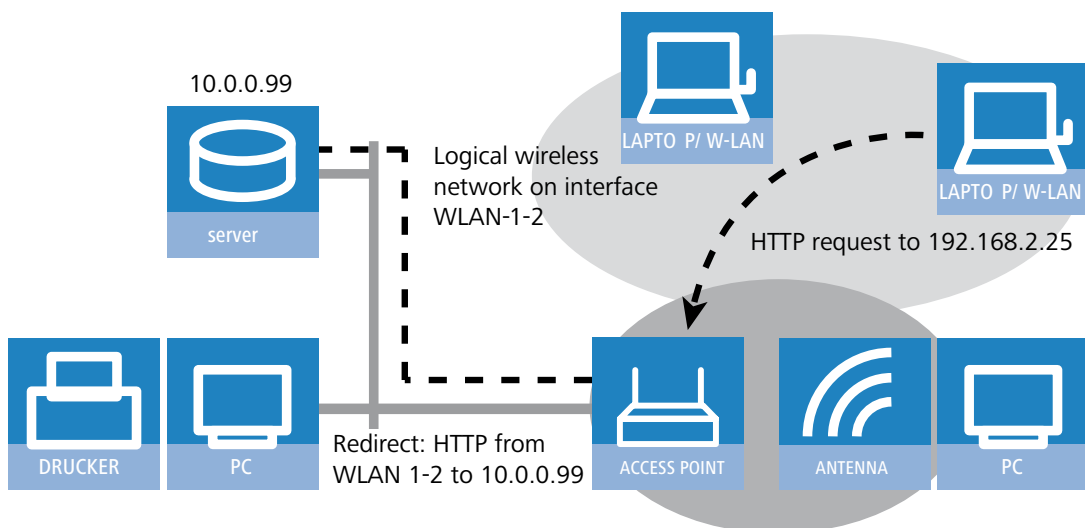 10.0.0.99
server
Logical wireless
network on interface
WLAN-1-2
LAPTO P/ W-LAN
LAPTO P/ W-LAN
HTTP request to 192.168.2.25
DRUCKER
PC
Redirect: HTTP from
WLAN 1-2 to 10.0.0.99
ACCESS POINT
ANTENNA
PC